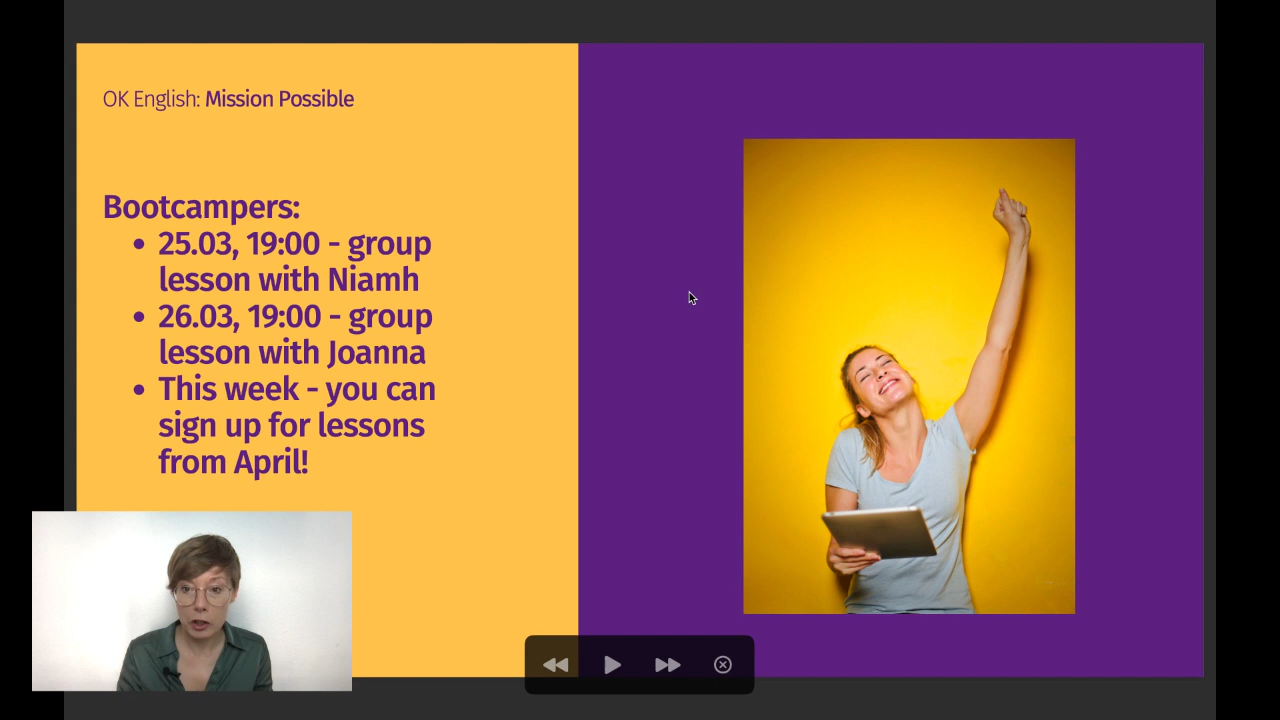 OK English: Mission Possible
Bootcampers:
• 25.03, 19:00 - group
lesson with Niamh
• 26.03, 19:00 - group
lesson with Joanna
• This week - you can
sign up for lessons
from April!